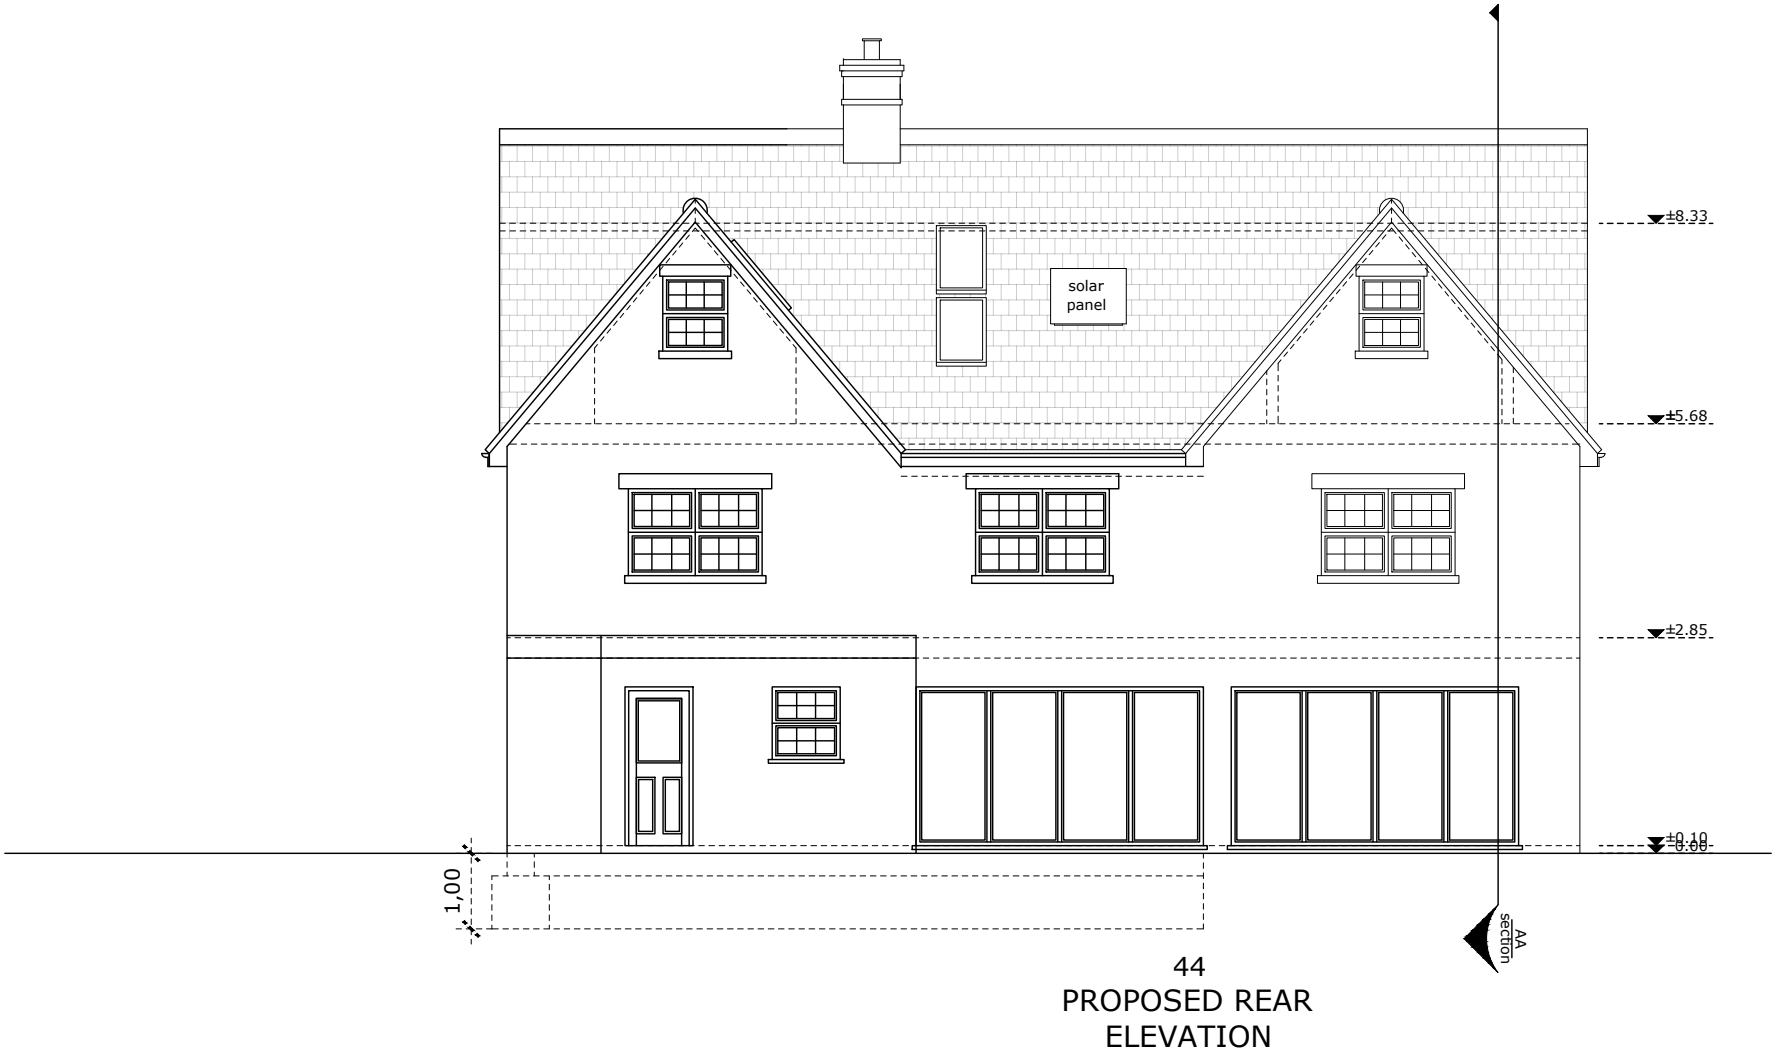 ±8.33
solar
panel
±5.68
±2.85
±0.10
±0.00
1,00
AA
section
44
PROPOSED REAR
ELEVATION